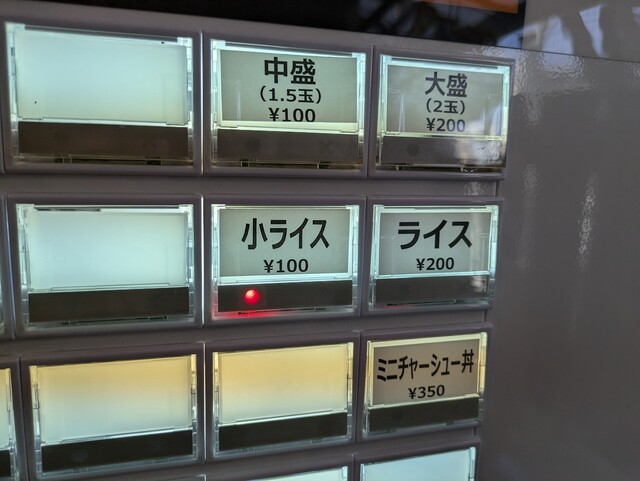 中盛
(1.5玉)
¥100
大盛
(2玉)
¥200
小ライス
¥100
ライス
¥200
ミニチャーシュー丼
¥350